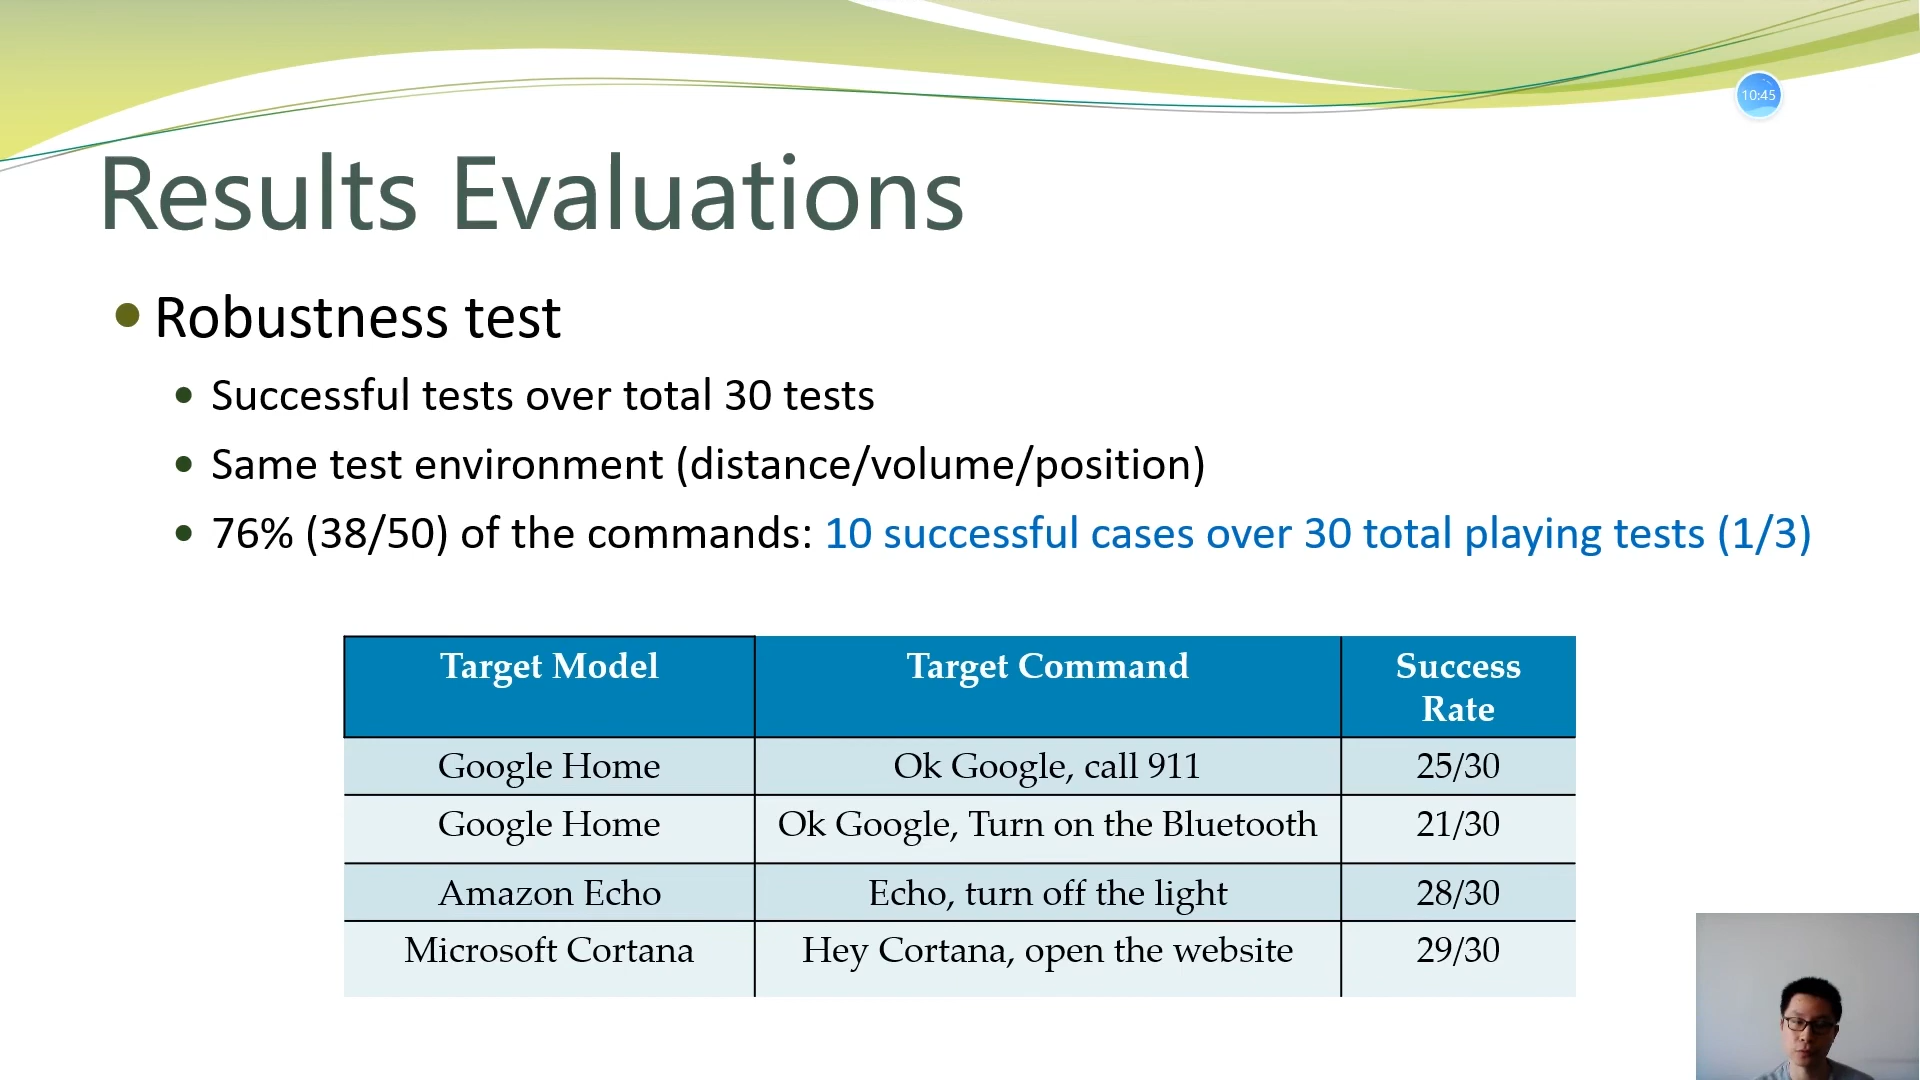 10:45
Results Evaluations
Robustness test
Successful tests over total 30 tests
Same test environment (distance/volume/position)
76% (38/50) of the commands: 10 successful cases over 30 total playing tests (1/3)
Target Model Target Command Success
Rate
Google Home Ok Google, call 911 25/30
Google Home Ok Google, Turn on the Bluetooth 21/30
Amazon Echo Echo, turn off the light 28/30
Microsoft Cortana Hey Cortana, open the website 29/30